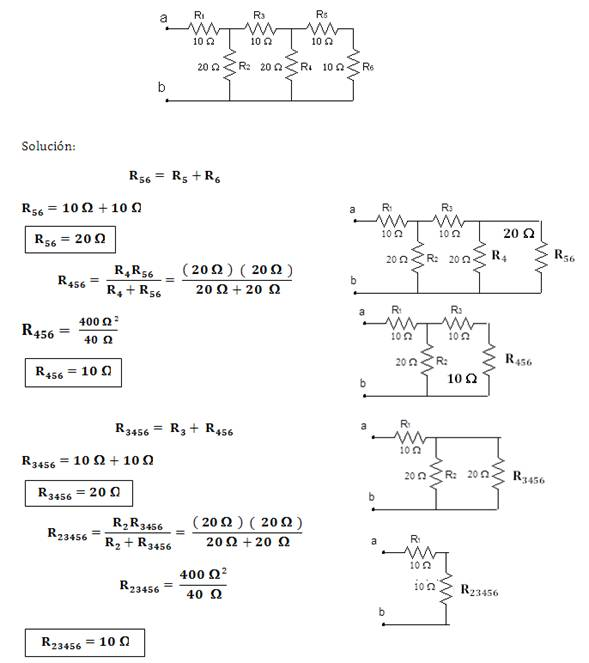 R1 R3 R5
a
10 Ω 10 Ω 10 Ω
20 Ω R2 20 Ω R4 10 Ω R6
b
Solución:
R56 = R5 + R6
R56 = 10 Ω + 10 Ω
R56 = 20 Ω
R456 = R4R56 / R4 + R56 = (20 Ω) (20 Ω) / 20 Ω + 20 Ω
a R1 R3
10 Ω 10 Ω 20 Ω
20 Ω R2 20 Ω R4 R56
b
R456 = 400 Ω² / 40 Ω
R456 = 10 Ω
a R1 R3
10 Ω 10 Ω
20 Ω R2 R456
10 Ω
b
R3456 = R3 + R456
R3456 = 10 Ω + 10 Ω
R3456 = 20 Ω
a R1
10 Ω
20 Ω R2 20 Ω R3456
b
R23456 = R2R3456 / R2 + R3456 = (20 Ω) (20 Ω) / 20 Ω + 20 Ω
R23456 = 400 Ω² / 40 Ω
R23456 = 10 Ω
a R1
10 Ω
10 Ω R23456
b